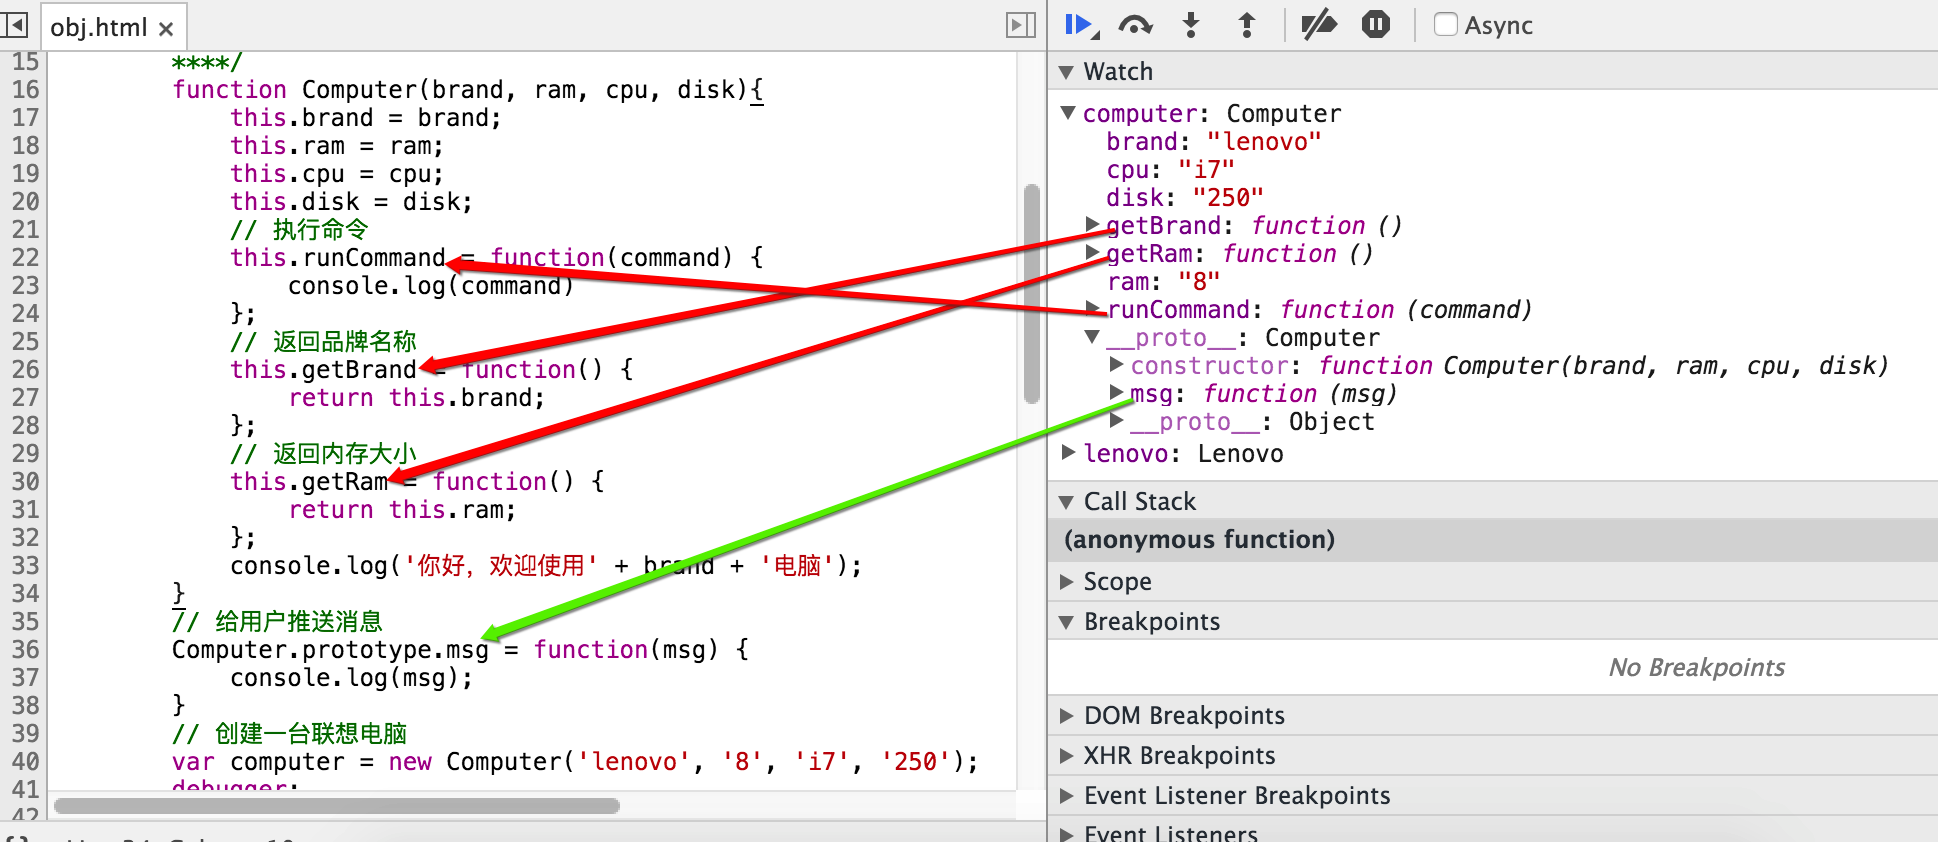 obj.html ×
15 ****/
16 function Computer(brand, ram, cpu, disk){
17 this.brand = brand;
18 this.ram = ram;
19 this.cpu = cpu;
20 this.disk = disk;
21 // 执行命令
22 this.runCommand = function(command) {
23 console.log(command)
24 };
25 // 返回品牌名称
26 this.getBrand = function() {
27 return this.brand;
28 };
29 // 返回内存大小
30 this.getRam = function() {
31 return this.ram;
32 };
33 console.log('你好，欢迎使用' + brand + '电脑');
34 }
35 // 给用户推送消息
36 Computer.prototype.msg = function(msg) {
37 console.log(msg);
38 }
39 // 创建一台联想电脑
40 var computer = new Computer('lenovo', '8', 'i7', '250');
41 debugger;
42
Async
Watch
computer: Computer
brand: "lenovo"
cpu: "i7"
disk: "250"
getBrand: function ()
getRam: function ()
ram: "8"
runCommand: function (command)
__proto__: Computer
constructor: function Computer(brand, ram, cpu, disk)
msg: function (msg)
__proto__: Object
lenovo: Lenovo
Call Stack
(anonymous function)
Scope
Breakpoints
No Breakpoints
DOM Breakpoints
XHR Breakpoints
Event Listener Breakpoints
Event Listeners